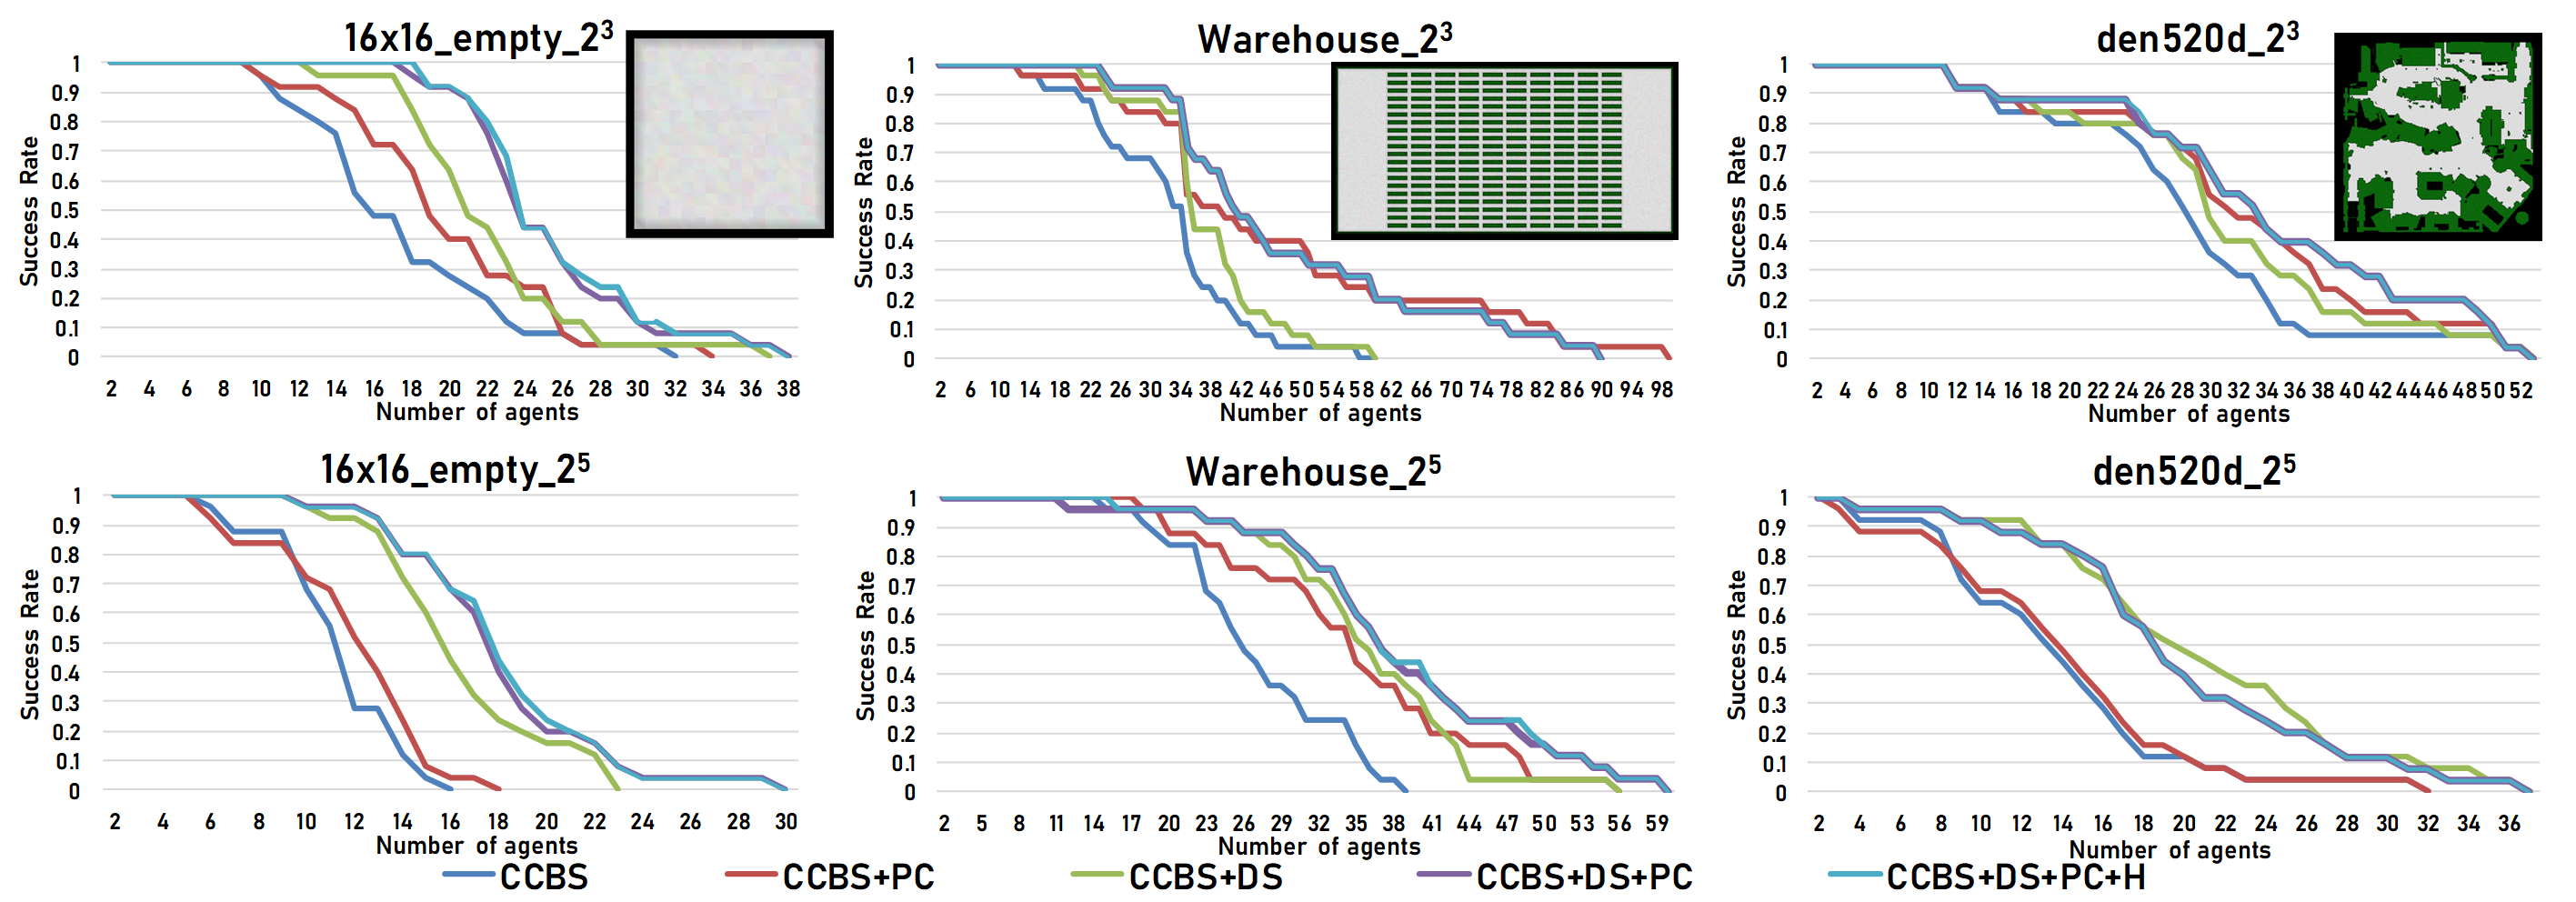 16x16_empty_2³
Success Rate
1
0.9
0.8
0.7
0.6
0.5
0.4
0.3
0.2
0.1
0
2 4 6 8 10 12 14 16 18 20 22 24 26 28 30 32 34 36 38
Number of agents
Warehouse_2³
Success Rate
1
0.9
0.8
0.7
0.6
0.5
0.4
0.3
0.2
0.1
0
2 6 10 14 18 22 26 30 34 38 42 46 50 54 58 62 66 70 74 78 82 86 90 94 98
Number of agents
den520d_2³
Success Rate
1
0.9
0.8
0.7
0.6
0.5
0.4
0.3
0.2
0.1
0
2 4 6 8 10 12 14 16 18 20 22 24 26 28 30 32 34 36 38 40 42 44 46 48 50 52
Number of agents
16x16_empty_2⁵
Success Rate
1
0.9
0.8
0.7
0.6
0.5
0.4
0.3
0.2
0.1
0
2 4 6 8 10 12 14 16 18 20 22 24 26 28 30
Number of agents
Warehouse_2⁵
Success Rate
1
0.9
0.8
0.7
0.6
0.5
0.4
0.3
0.2
0.1
0
2 5 8 11 14 17 20 23 26 29 32 35 38 41 44 47 50 53 56 59
Number of agents
den520d_2⁵
Success Rate
1
0.9
0.8
0.7
0.6
0.5
0.4
0.3
0.2
0.1
0
2 4 6 8 10 12 14 16 18 20 22 24 26 28 30 32 34 36
Number of agents
CCBS CCBS+PC CCBS+DS CCBS+DS+PC CCBS+DS+PC+H